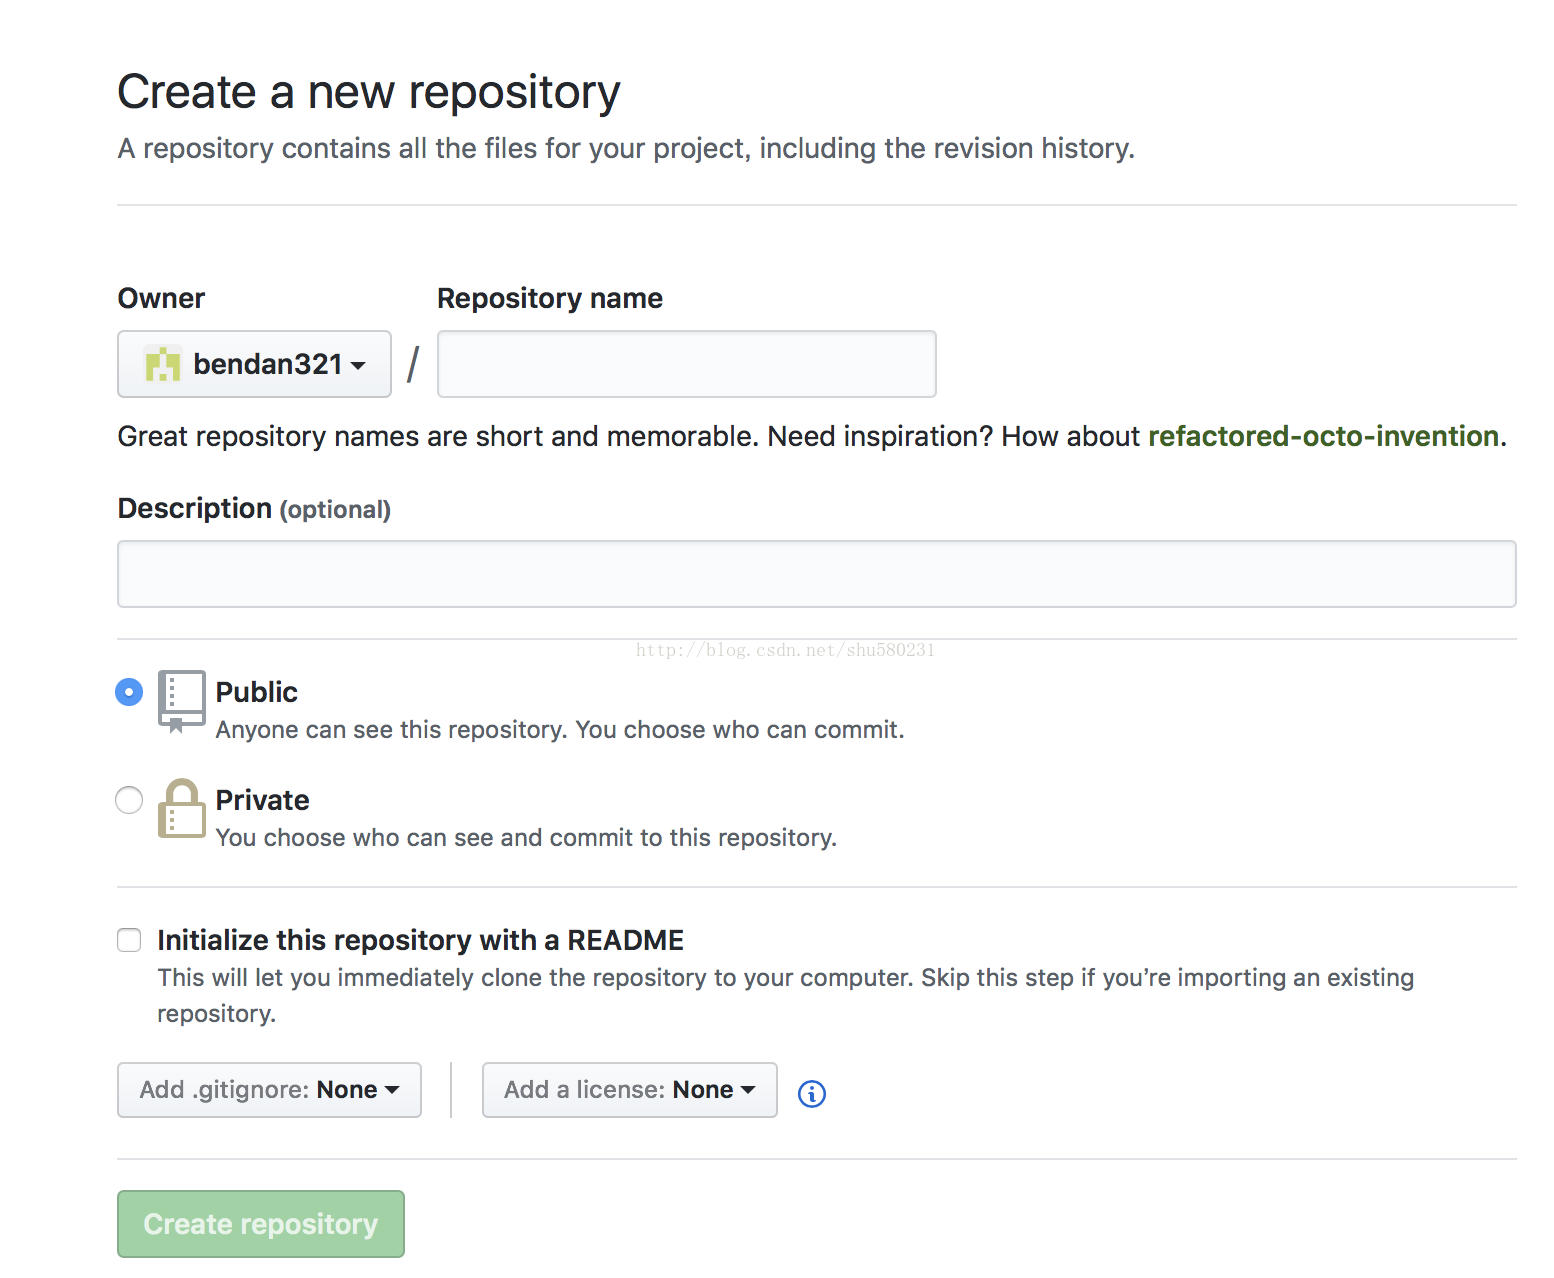 Create a new repository
A repository contains all the files for your project, including the revision history.
Owner
Repository name
bendan321
/
Great repository names are short and memorable. Need inspiration? How about refactored-octo-invention.
Description (optional)
http://blog.csdn.net/shu580231
Public
Anyone can see this repository. You choose who can commit.
Private
You choose who can see and commit to this repository.
Initialize this repository with a README
This will let you immediately clone the repository to your computer. Skip this step if you’re importing an existing
repository.
Add .gitignore: None
Add a license: None
Create repository